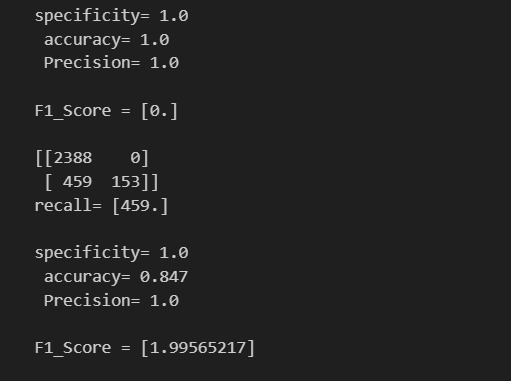 specificity= 1.0
accuracy= 1.0
Precision= 1.0
F1_Score = [0.]
[[2388    0]
[ 459  153]]
recall= [459.]
specificity= 1.0
accuracy= 0.847
Precision= 1.0
F1_Score = [1.99565217]